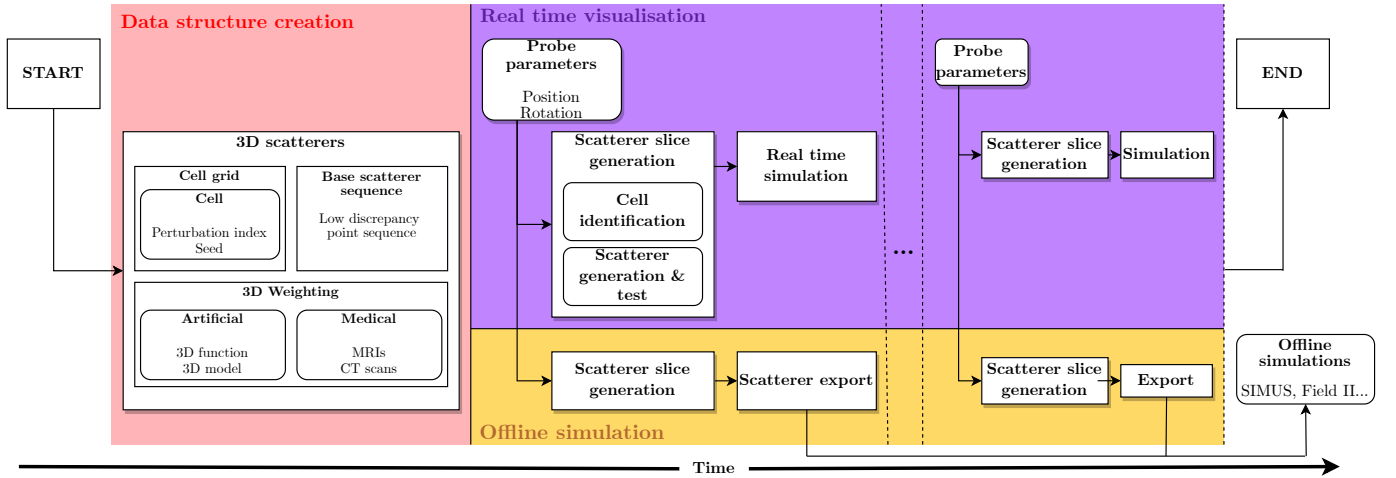 Data structure creation
Real time visualisation
START
3D scatterers
Cell grid
Cell
Perturbation index
Seed
Base scatterer
sequence
Low discrepancy
point sequence
3D Weighting
Artificial
3D function
3D model
Medical
MRIs
CT scans
Probe
parameters
Position
Rotation
Scatterer slice
generation
Cell
identification
Scatterer
generation &
test
Real time
simulation
...
Probe
parameters
Scatterer slice
generation
Simulation
END
Scatterer slice
generation
Scatterer export
Scatterer slice
generation
Export
Offline
simulations
SIMUS, Field II...
Offline simulation
Time